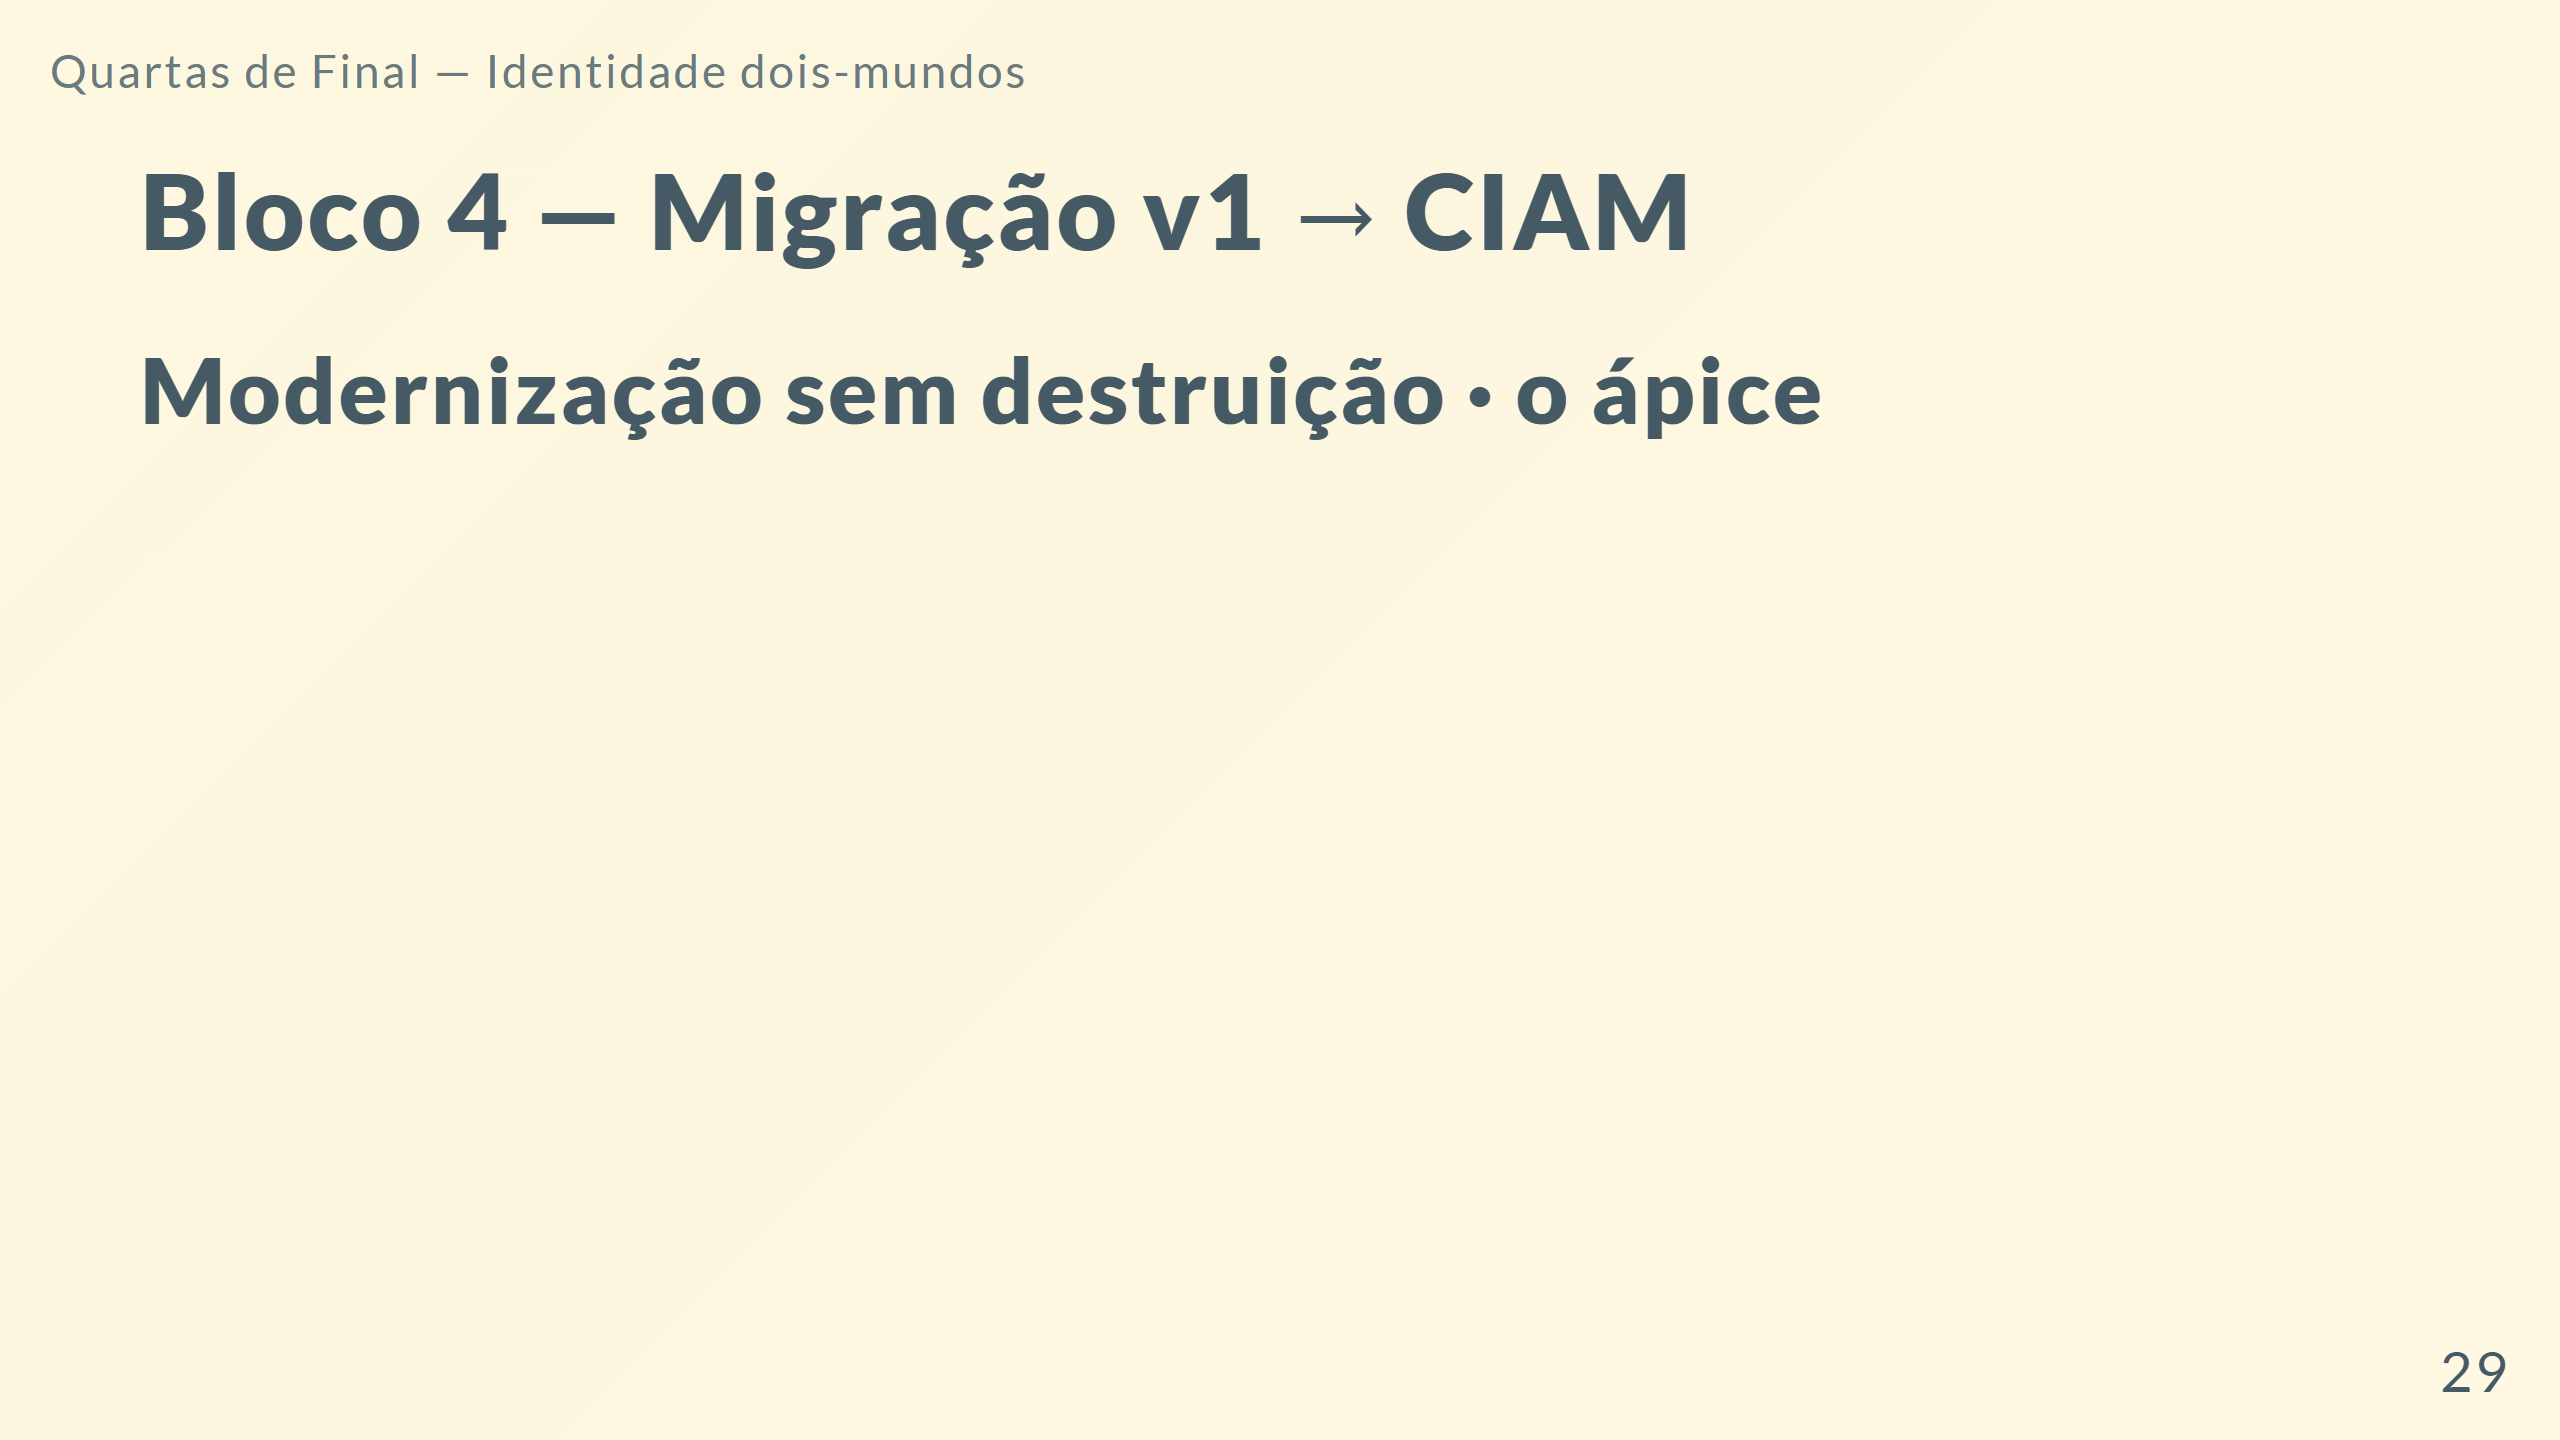 Quartas de Final — Identidade dois-mundos
Bloco 4 — Migração v1 → CIAM
Modernização sem destruição · o ápice
29